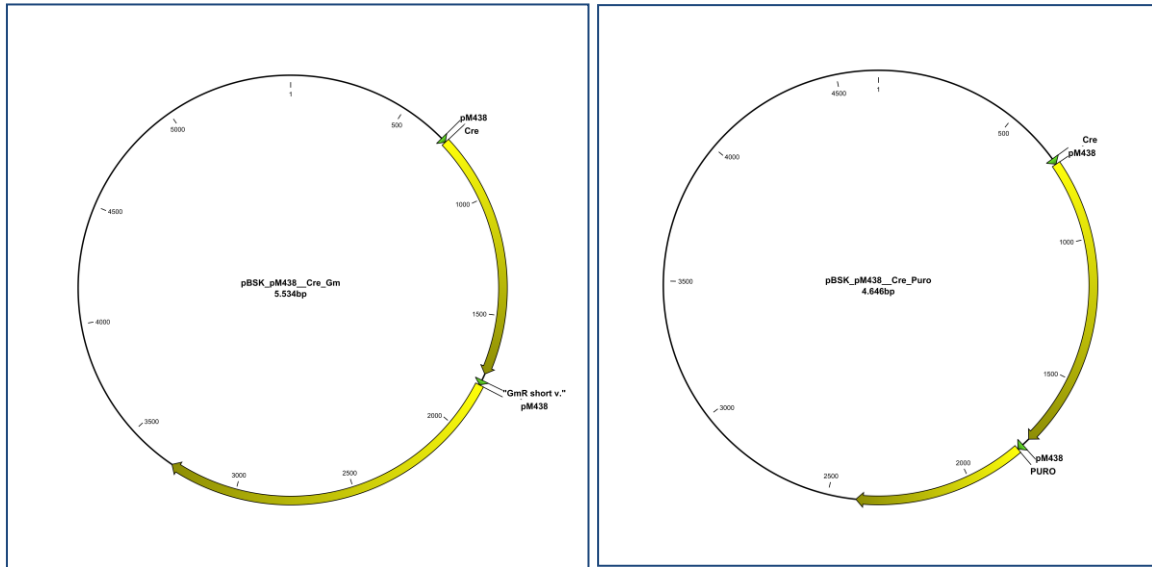 1
500
pM438
Cre
1000
1500
"GmR short v."
pM438
2000
2500
3000
3500
4000
4500
5000
pBSK_pM438__Cre_Gm
5.534bp
1
500
Cre
pM438
1000
1500
pM438
PURO
2000
2500
3000
3500
4000
4500
pBSK_pM438__Cre_Puro
4.646bp